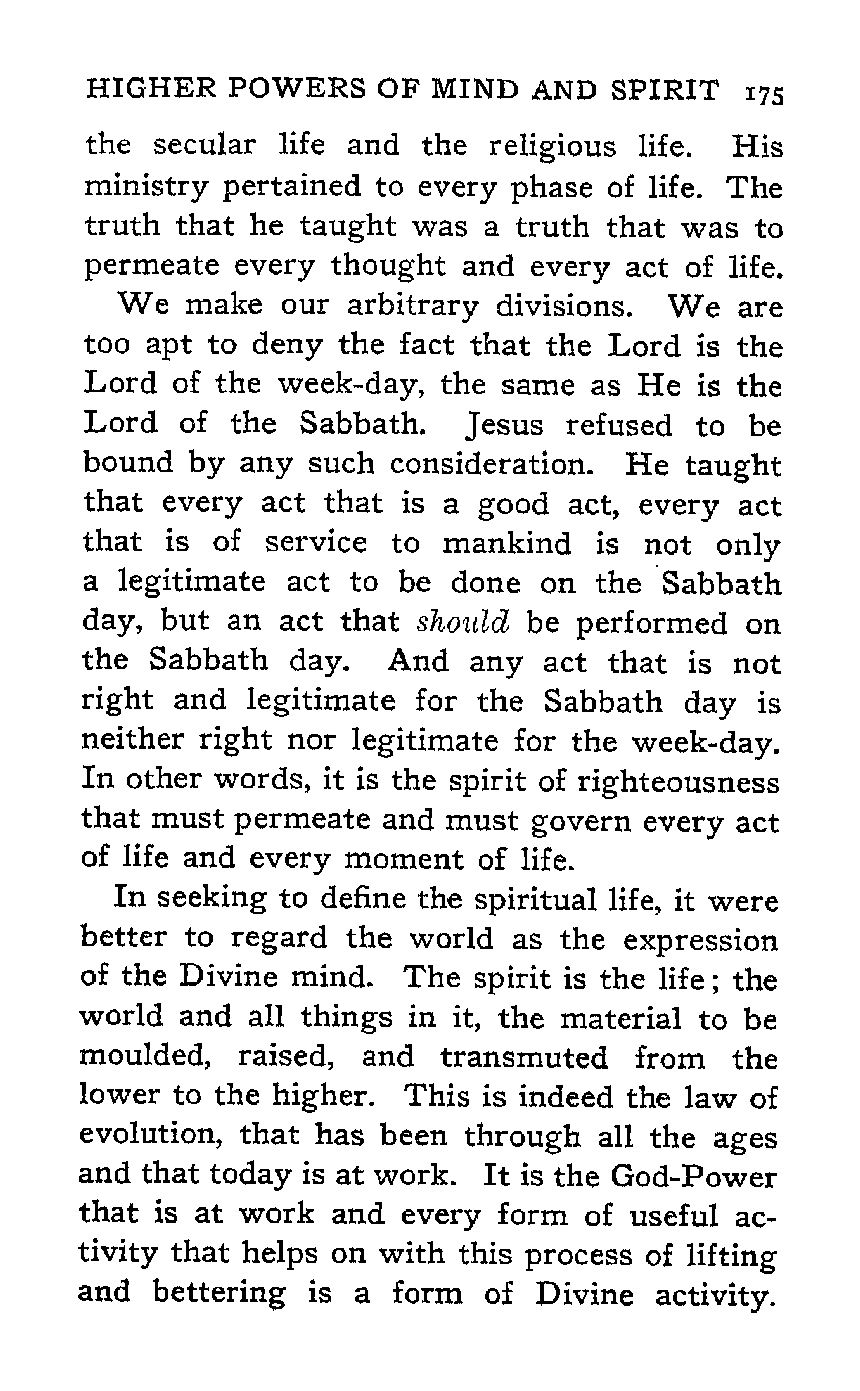 HIGHER POWERS OF MIND AND SPIRIT 175
the secular life and the religious life. His
ministry pertained to every phase of life. The
truth that he taught was a truth that was to
permeate every thought and every act of life.
We make our arbitrary divisions. We are
too apt to deny the fact that the Lord is the
Lord of the week-day, the same as He is the
Lord of the Sabbath. Jesus refused to be
bound by any such consideration. He taught
that every act that is a good act, every act
that is of service to mankind is not only
a legitimate act to be done on the Sabbath
day, but an act that should be performed on
the Sabbath day. And any act that is not
right and legitimate for the Sabbath day is
neither right nor legitimate for the week-day.
In other words, it is the spirit of righteousness
that must permeate and must govern every act
of life and every moment of life.
In seeking to define the spiritual life, it were
better to regard the world as the expression
of the Divine mind. The spirit is the life; the
world and all things in it, the material to be
moulded, raised, and transmuted from the
lower to the higher. This is indeed the law of
evolution, that has been through all the ages
and that today is at work. It is the God-Power
that is at work and every form of useful ac-
tivity that helps on with this process of lifting
and bettering is a form of Divine activity.